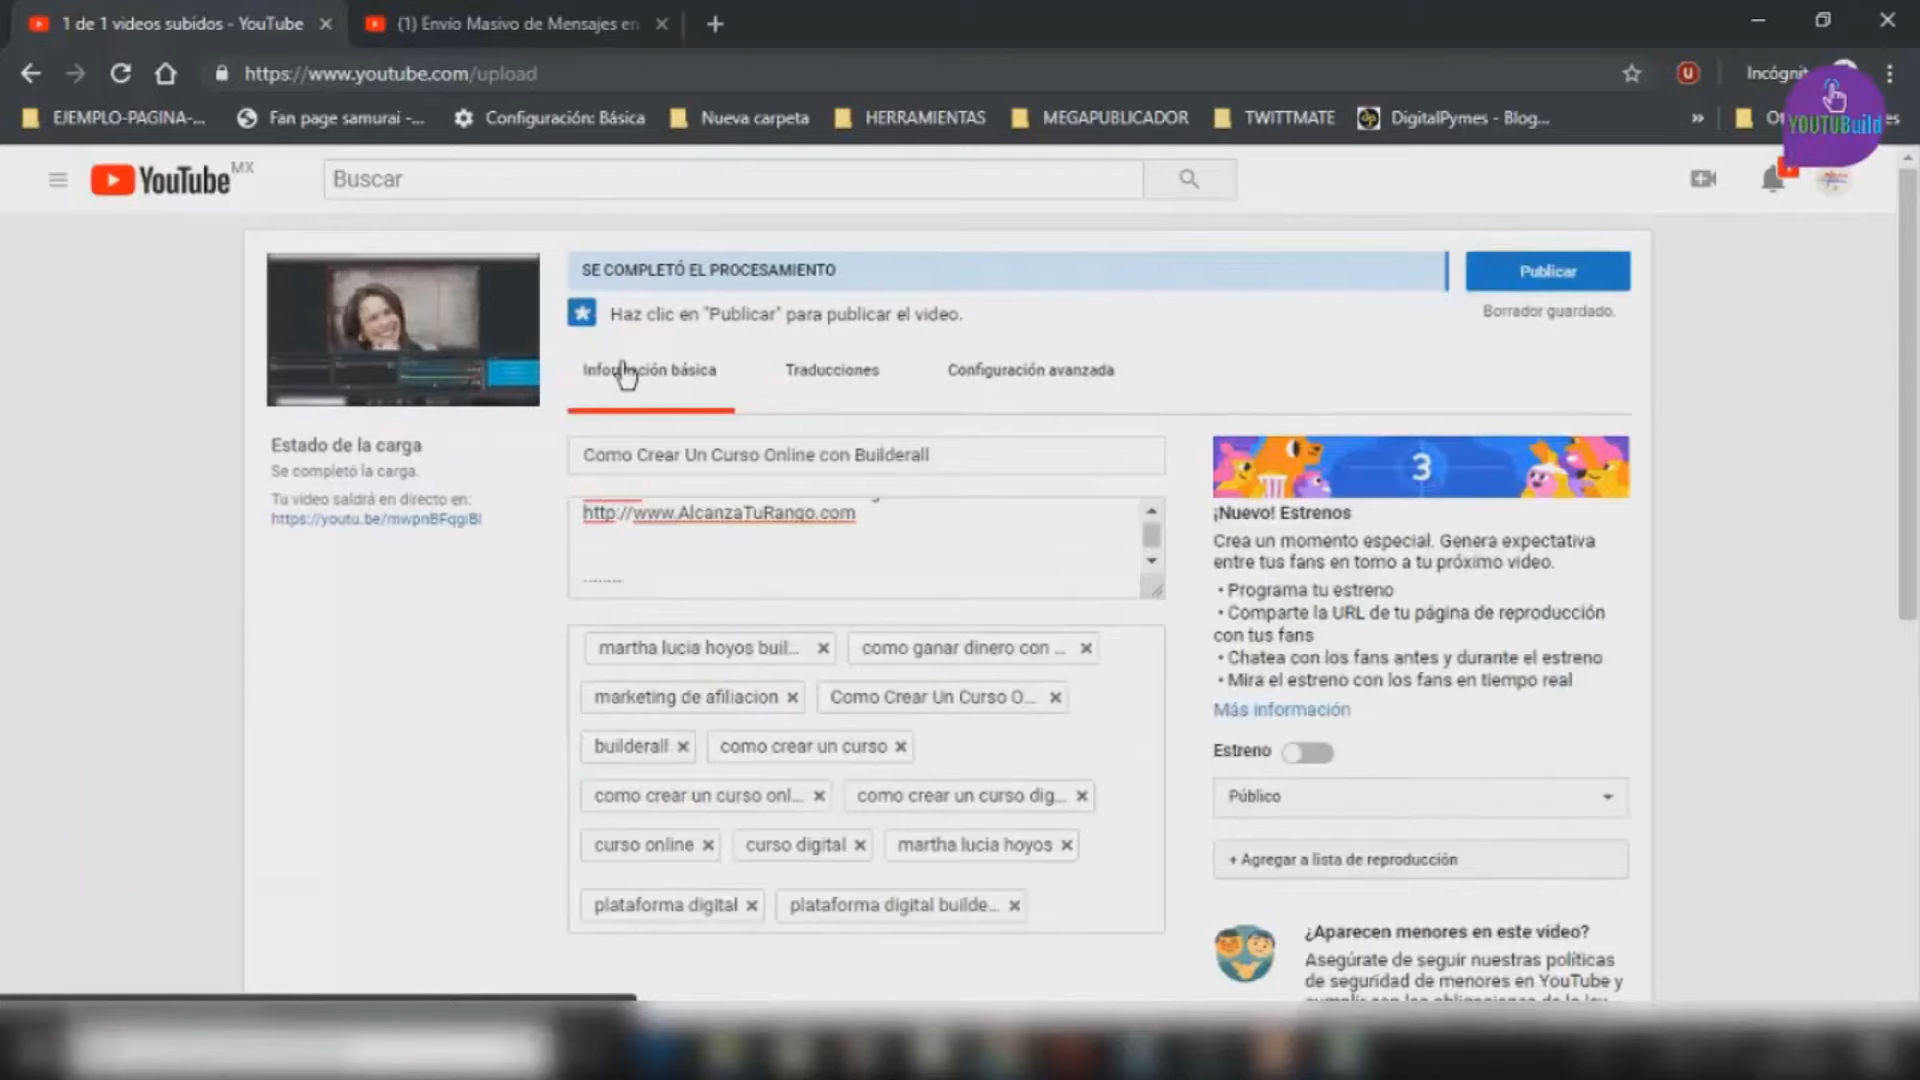 1 de 1 videos subidos - YouTube
(1) Envío Masivo de Mensajes en
https://www.youtube.com/upload
Incógnit
EJEMPLO-PAGINA-...
Fan page samurai -...
Configuración: Básica
Nueva carpeta
HERRAMIENTAS
MEGAPUBLICADOR
TWITTMATE
DigitalPymes - Blog...
»
YOUTUBuild
YouTube MX
Buscar
SE COMPLETÓ EL PROCESAMIENTO
Publicar
Haz clic en "Publicar" para publicar el video.
Borrador guardado.
Información básica
Traducciones
Configuración avanzada
Estado de la carga
Se completó la carga.
Tu video saldrá en directo en:
Como Crear Un Curso Online con Builderall
http://www.AlcanzaTuRango.com
martha lucia hoyos buil...
como ganar dinero con ...
marketing de afiliacion
Como Crear Un Curso O...
builderall
como crear un curso
como crear un curso onl...
como crear un curso dig...
curso online
curso digital
martha lucia hoyos
plataforma digital
plataforma digital builde...
3
¡Nuevo! Estrenos
Crea un momento especial. Genera expectativa
entre tus fans en torno a tu próximo video.
• Programa tu estreno
• Comparte la URL de tu página de reproducción
con tus fans
• Chatea con los fans antes y durante el estreno
• Mira el estreno con los fans en tiempo real
Más información
Estreno
Público
+ Agregar a lista de reproducción
¿Aparecen menores en este video?
Asegúrate de seguir nuestras políticas
de seguridad de menores en YouTube y